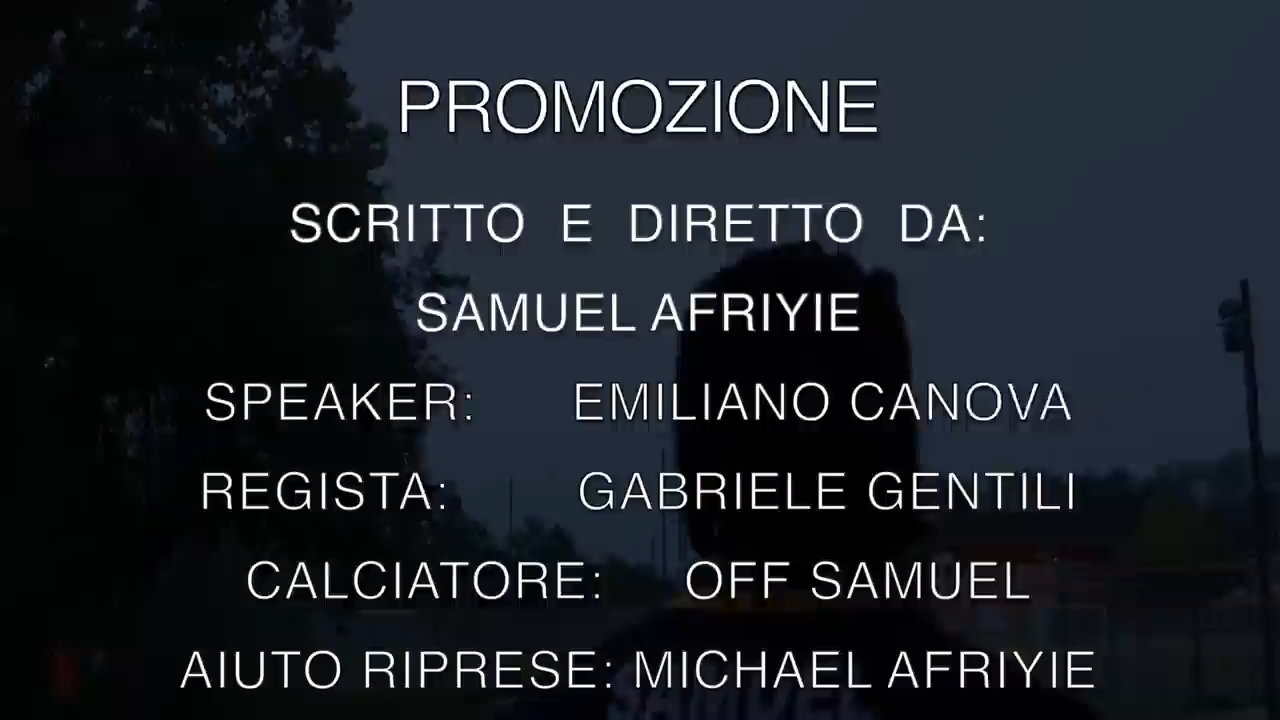 PROMOZIONE
SCRITTO E DIRETTO DA:
SAMUEL AFRIYIE
SPEAKER: EMILIANO CANOVA
REGISTA: GABRIELE GENTILI
CALCIATORE: OFF SAMUEL
AIUTO RIPRESE: MICHAEL AFRIYIE
SAMUEL